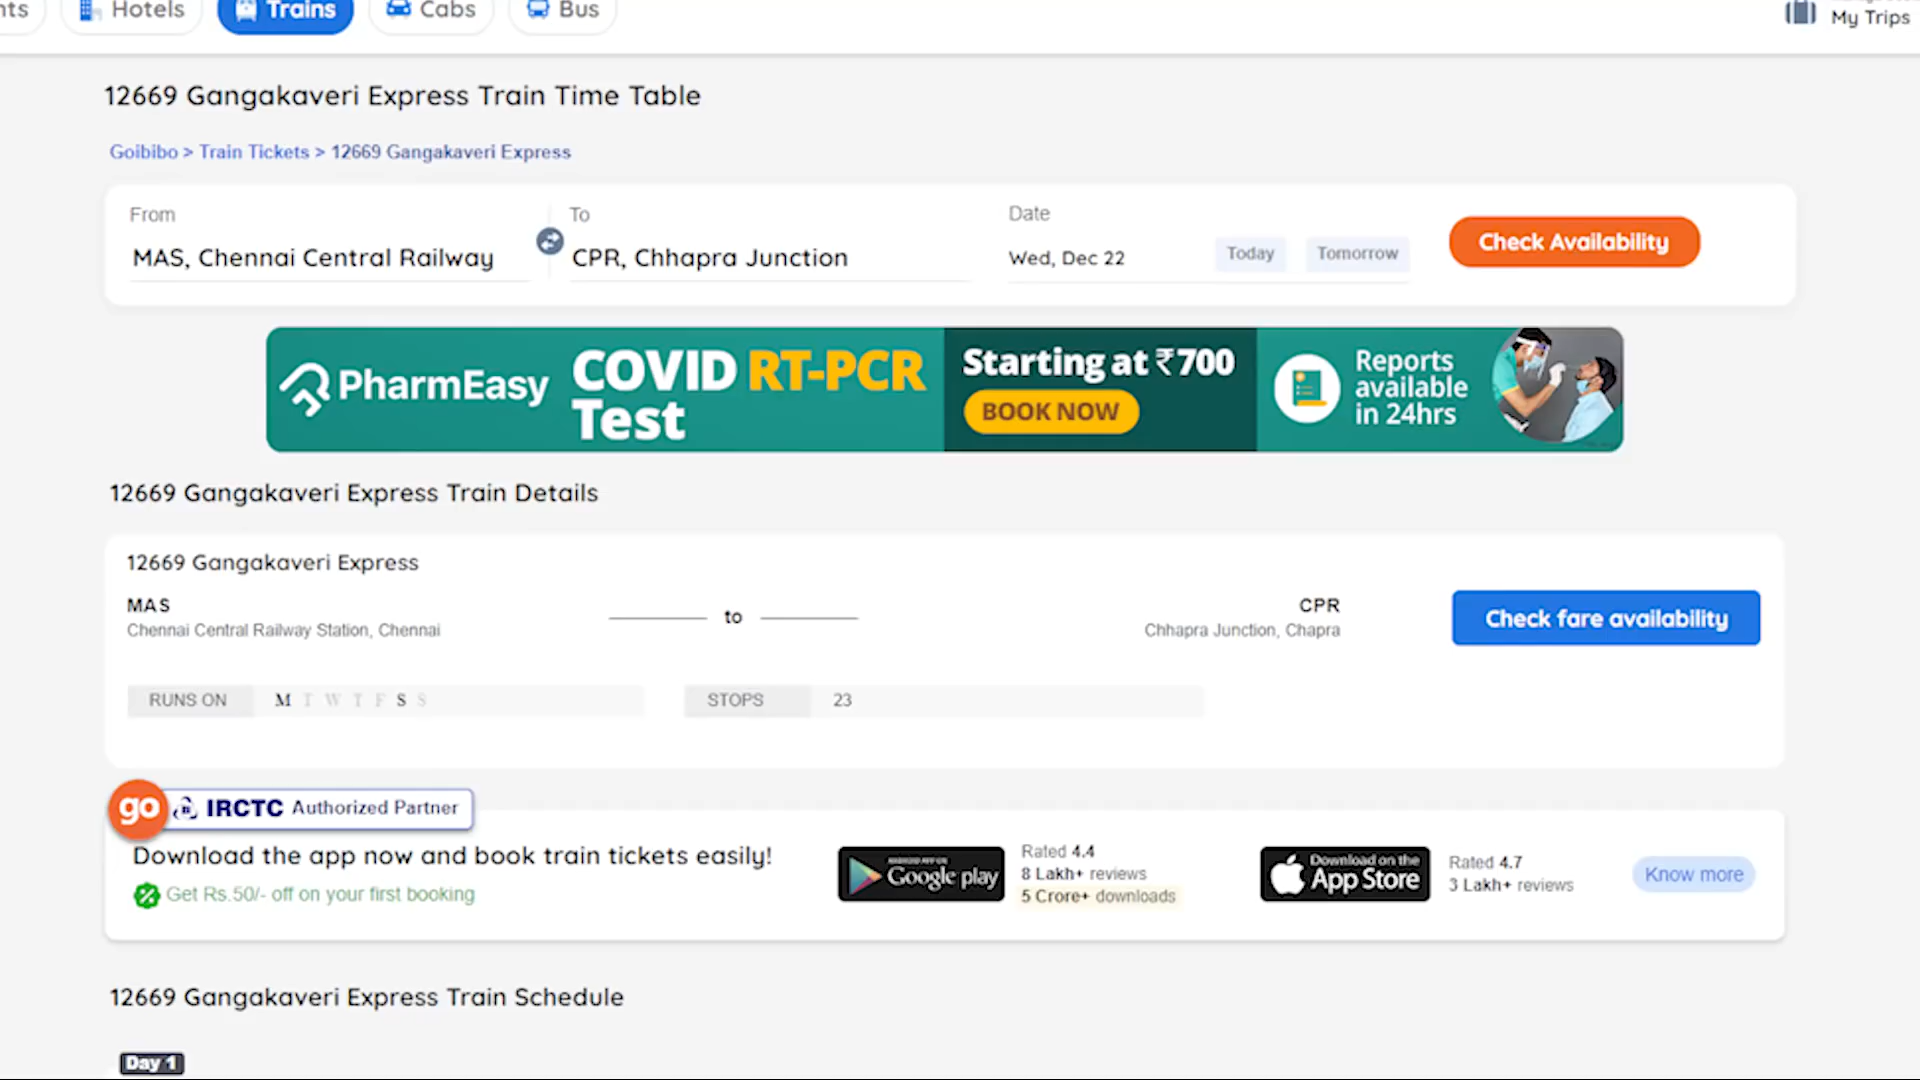 nts
Hotels
Trains
Cabs
Bus
My Trips
12669 Gangakaveri Express Train Time Table
Goibibo > Train Tickets > 12669 Gangakaveri Express
From
To
Date
MAS, Chennai Central Railway
CPR, Chhapra Junction
Wed, Dec 22
Today
Tomorrow
Check Availability
PharmEasy
COVID RT-PCR
Test
Starting at ₹700
BOOK NOW
Reports
available
in 24hrs
12669 Gangakaveri Express Train Details
12669 Gangakaveri Express
MAS
Chennai Central Railway Station, Chennai
to
CPR
Chhapra Junction, Chapra
Check fare availability
RUNS ON
M T W T F S S
STOPS
23
go
IRCTC Authorized Partner
Download the app now and book train tickets easily!
Get Rs.50/- off on your first booking
ANDROID APP ON
Google play
Rated 4.4
8 Lakh+ reviews
5 Crore+ downloads
Download on the
App Store
Rated 4.7
3 Lakh+ reviews
Know more
12669 Gangakaveri Express Train Schedule
Day 1